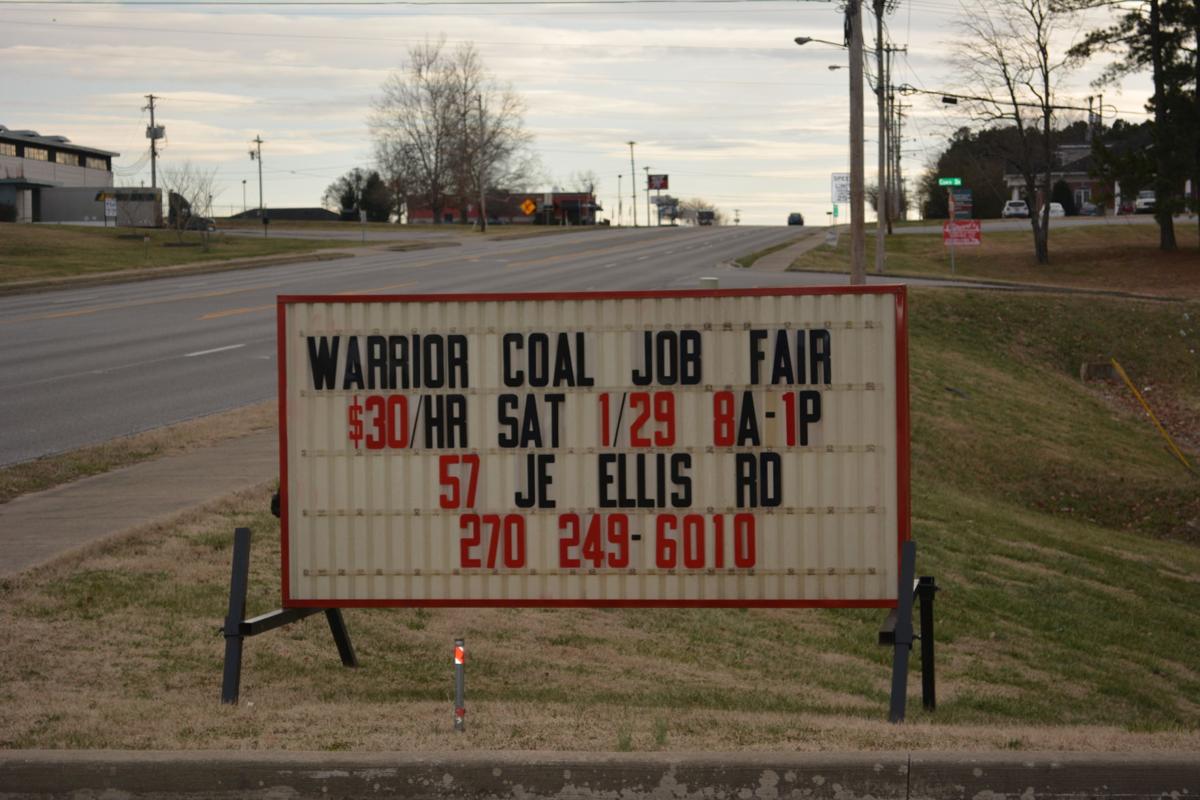 WARRIOR COAL JOB FAIR
$30/HR SAT 1/29 8A-1P
57 JE ELLIS RD
270 249-6010